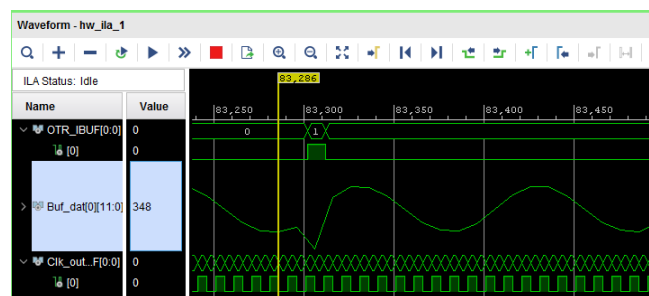 Waveform - hw_ila_1
ILA Status: Idle
83,286
Name Value
83,250 83,300 83,350 83,400 83,450
OTR_IBUF[0:0] 0 0 1
[0] 0
Buf_dat[0][11:0] 348
Clk_out..F[0:0] 0
[0] 0